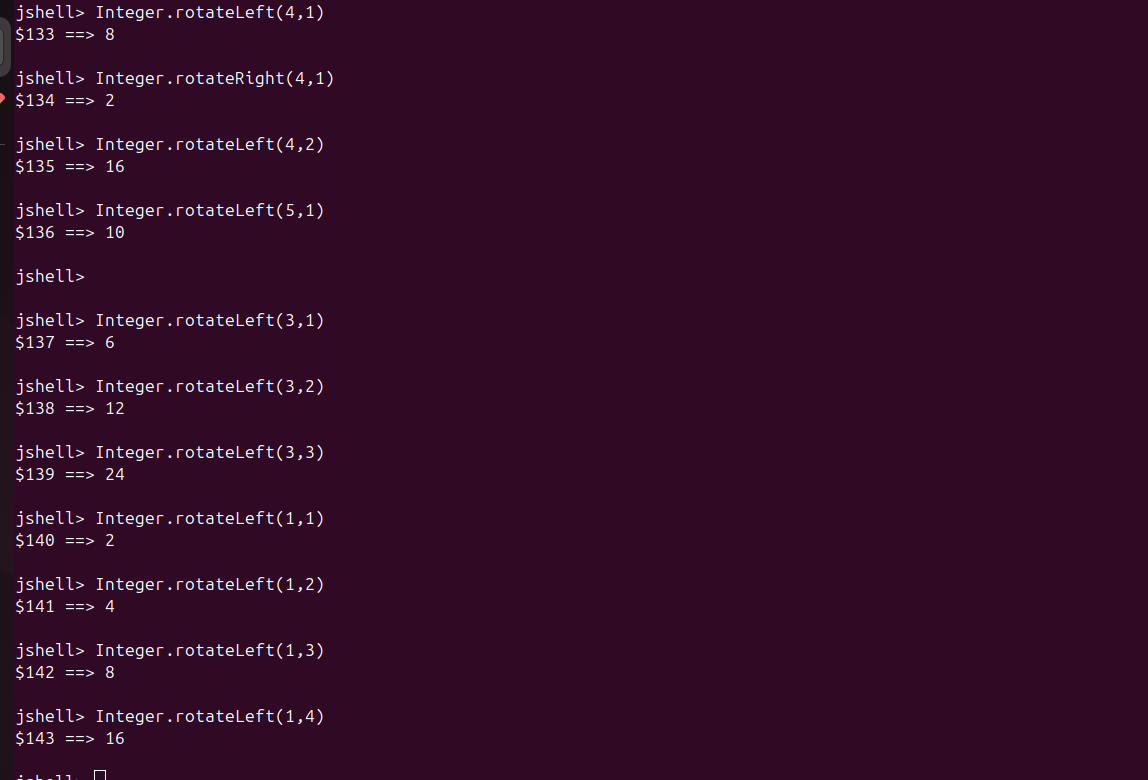 jshell> Integer.rotateLeft(4,1)
$133 ==> 8
jshell> Integer.rotateRight(4,1)
$134 ==> 2
jshell> Integer.rotateLeft(4,2)
$135 ==> 16
jshell> Integer.rotateLeft(5,1)
$136 ==> 10
jshell>
jshell> Integer.rotateLeft(3,1)
$137 ==> 6
jshell> Integer.rotateLeft(3,2)
$138 ==> 12
jshell> Integer.rotateLeft(3,3)
$139 ==> 24
jshell> Integer.rotateLeft(1,1)
$140 ==> 2
jshell> Integer.rotateLeft(1,2)
$141 ==> 4
jshell> Integer.rotateLeft(1,3)
$142 ==> 8
jshell> Integer.rotateLeft(1,4)
$143 ==> 16
jshell>